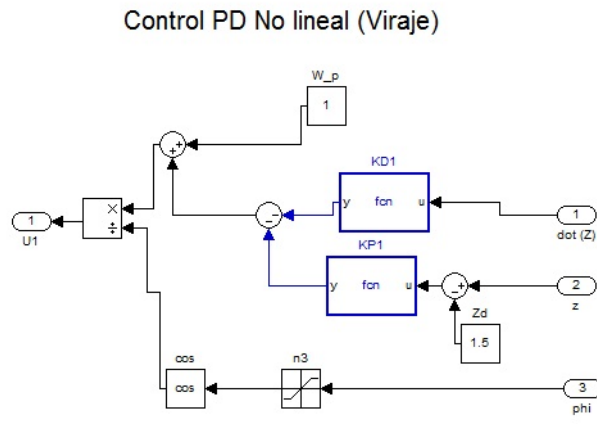 Control PD No lineal (Viraje)
W_p
1
+
+
KD1
y fcn u
1
dot (Z)
×
÷
1
U1
−
−
KP1
y fcn u
−
+
2
z
Zd
1.5
cos
cos
n3
3
phi